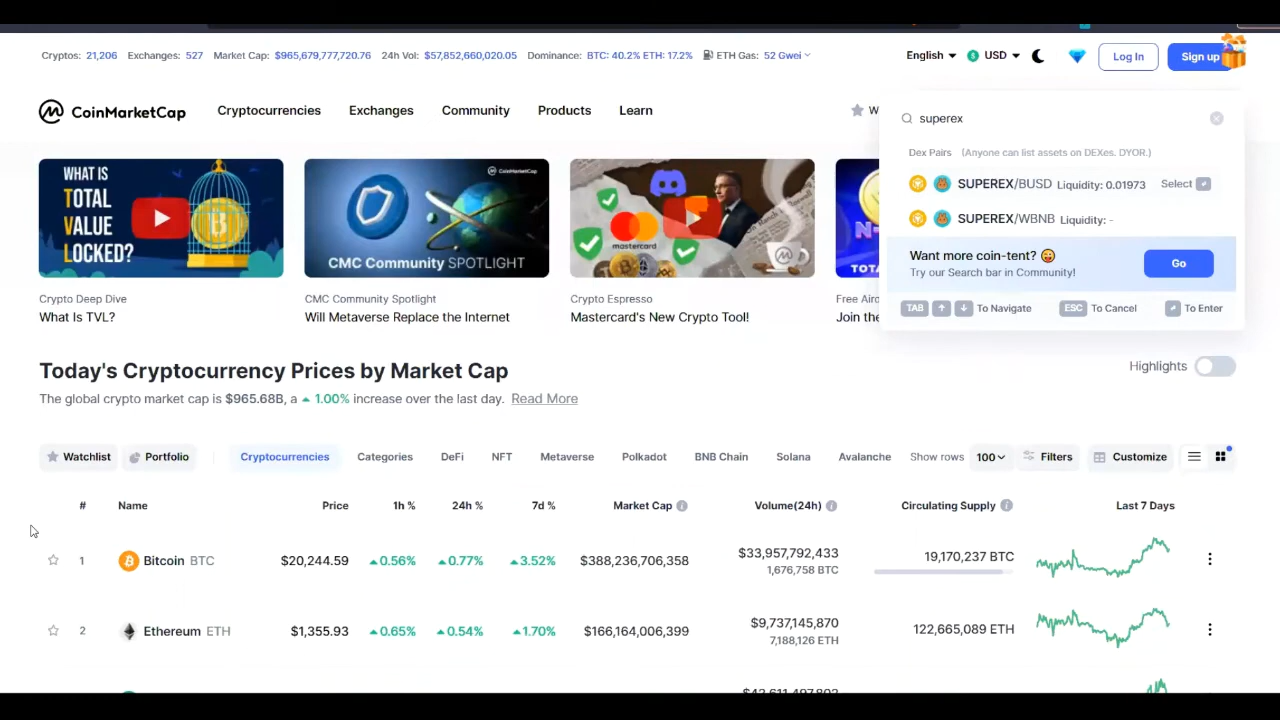 Cryptos: 21,206 Exchanges: 527 Market Cap: $965,679,777,720.76 24h Vol: $57,852,660,020.05 Dominance: BTC: 40.2% ETH: 17.2% ETH Gas: 52 Gwei
English USD Log In Sign up
CoinMarketCap Cryptocurrencies Exchanges Community Products Learn W
superex
Dex Pairs (Anyone can list assets on DEXes. DYOR.)
SUPEREX/BUSD Liquidity: 0.01973 Select
SUPEREX/WBNB Liquidity: -
Want more coin-tent?
Try our Search bar in Community!
Go
TAB To Navigate ESC To Cancel To Enter
WHAT IS
TOTAL
VALUE
LOCKED?
CoinMarketCap
CMC Community SPOTLIGHT
mastercard
Crypto Deep Dive
What Is TVL?
CMC Community Spotlight
Will Metaverse Replace the Internet
Crypto Espresso
Mastercard's New Crypto Tool!
Free Airc
Join the
Today's Cryptocurrency Prices by Market Cap
Highlights
The global crypto market cap is $965.68B, a 1.00% increase over the last day. Read More
Watchlist Portfolio Cryptocurrencies Categories DeFi NFT Metaverse Polkadot BNB Chain Solana Avalanche Show rows 100 Filters Customize
# Name Price 1h % 24h % 7d % Market Cap Volume(24h) Circulating Supply Last 7 Days
1 Bitcoin BTC $20,244.59 0.56% 0.77% 3.52% $388,236,706,358 $33,957,792,433 19,170,237 BTC
1,676,758 BTC
2 Ethereum ETH $1,355.93 0.65% 0.54% 1.70% $166,164,006,399 $9,737,145,870 122,665,089 ETH
7,188,126 ETH